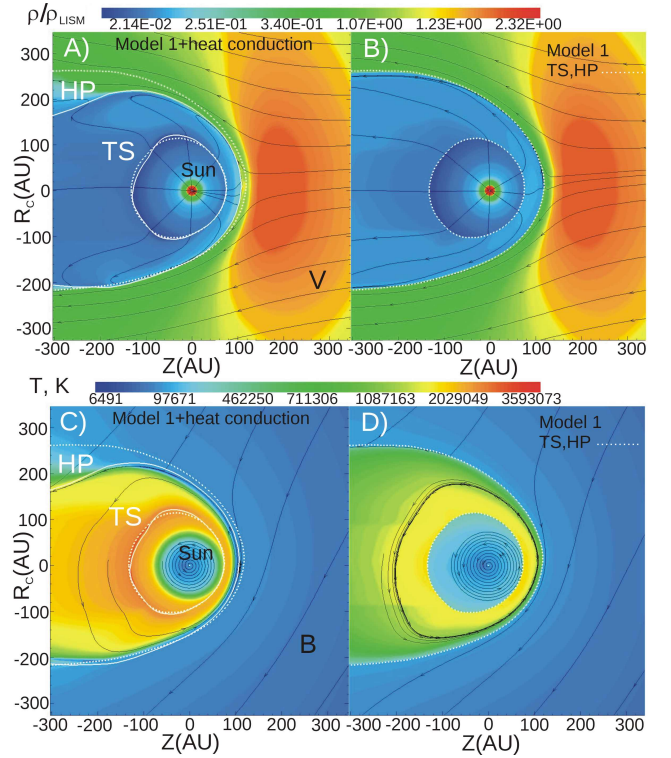 ρ/ρLISM 2.14E-02 2.51E-01 3.40E-01 1.07E+00 1.23E+00 2.32E+00
A) Model 1+heat conduction
B) Model 1
TS,HP
300
HP
200
TS
100
Sun
0
-100
-200
V
-300
Rc(AU)
-300 -200 -100 0 100 200 -300 -200 -100 0 100 200 300
Z(AU) Z(AU)
T, K
6491 97671 462250 711306 1087163 2029049 3593073
C) Model 1+heat conduction
D) Model 1
TS,HP
300
HP
200
TS
100
Sun
0
-100
B
-200
-300
Rc(AU)
-300 -200 -100 0 100 200 -300 -200 -100 0 100 200 300
Z(AU) Z(AU)